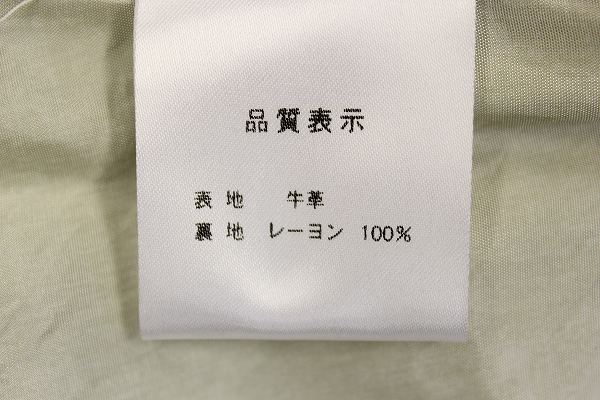 品質表示
表地 牛革
裏地 レーヨン 100%